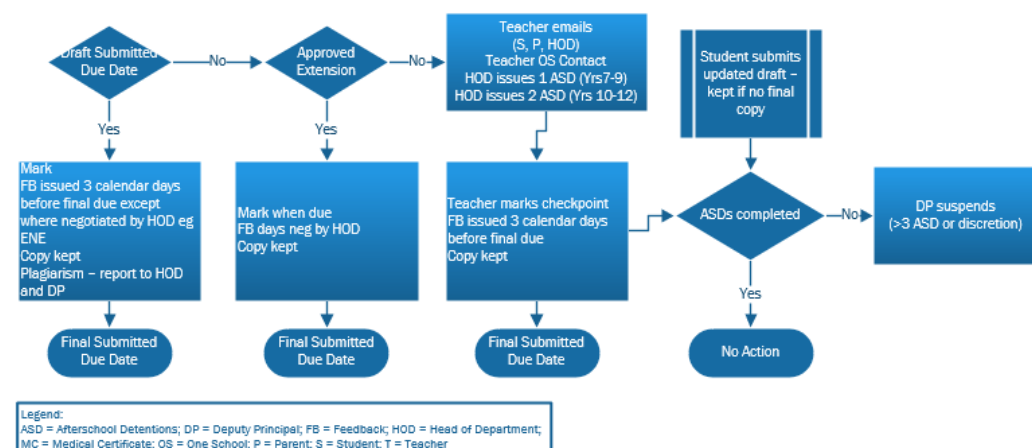 Draft Submitted
Due Date
No
Approved
Extension
No
Teacher emails
(S, P, HOD)
Teacher OS Contact
HOD issues 1 ASD (Yrs7-9)
HOD issues 2 ASD (Yrs 10-12)
Student submits
updated draft –
kept if no final
copy
Yes
Yes
Mark
FB issued 3 calendar days
before final due except
where negotiated by HOD eg
ENE
Copy kept
Plagiarism – report to HOD
and DP
Mark when due
FB days neg by HOD
Copy kept
Teacher marks checkpoint
FB issued 3 calendar days
before final due
Copy kept
ASDs completed
No
DP suspends
(>3 ASD or discretion)
Yes
Final Submitted
Due Date
Final Submitted
Due Date
Final Submitted
Due Date
No Action
Legend:
ASD = Afterschool Detentions; DP = Deputy Principal; FB = Feedback; HOD = Head of Department;
MC = Medical Certificate; OS = One School; P = Parent; S = Student; T = Teacher